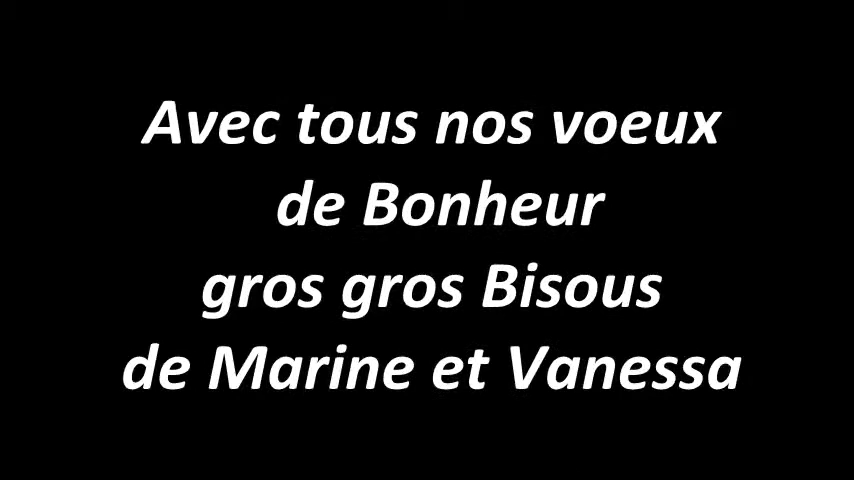 Avec tous nos voeux
de Bonheur
gros gros Bisous
de Marine et Vanessa